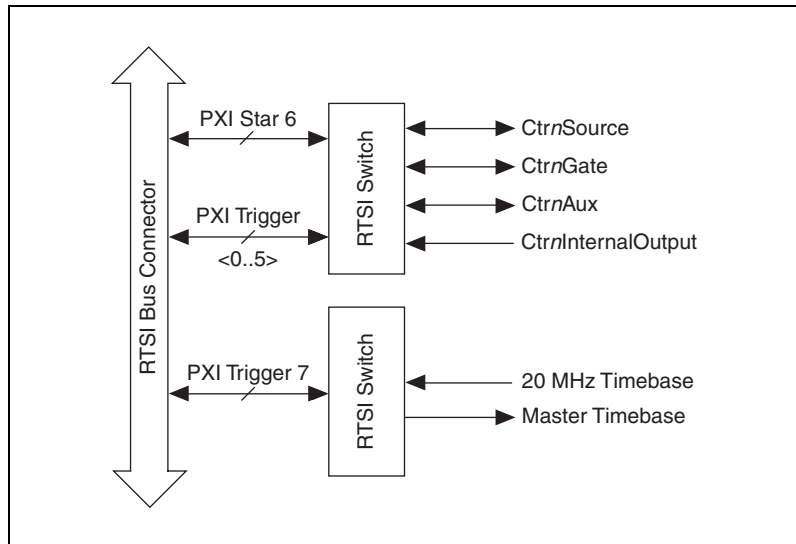 RTSI Bus Connector
PXI Star 6
PXI Trigger
<0..5>
RTSI Switch
CtrnSource
CtrnGate
CtrnAux
CtrnInternalOutput
PXI Trigger 7
RTSI Switch
20 MHz Timebase
Master Timebase